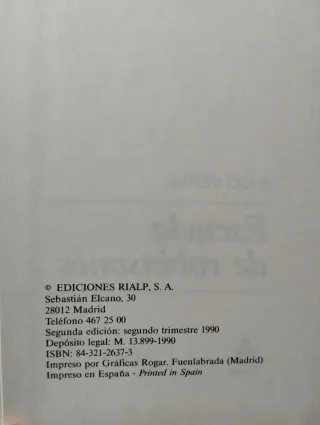 © EDICIONES RIALP, S. A.
Sebastián Elcano, 30
28012 Madrid
Teléfono 467 25 00
Segunda edición: segundo trimestre 1990
Depósito legal: M. 13.899-1990
ISBN: 84-321-2637-3
Impreso por Gráficas Rogar. Fuenlabrada (Madrid)
Impreso en España - Printed in Spain